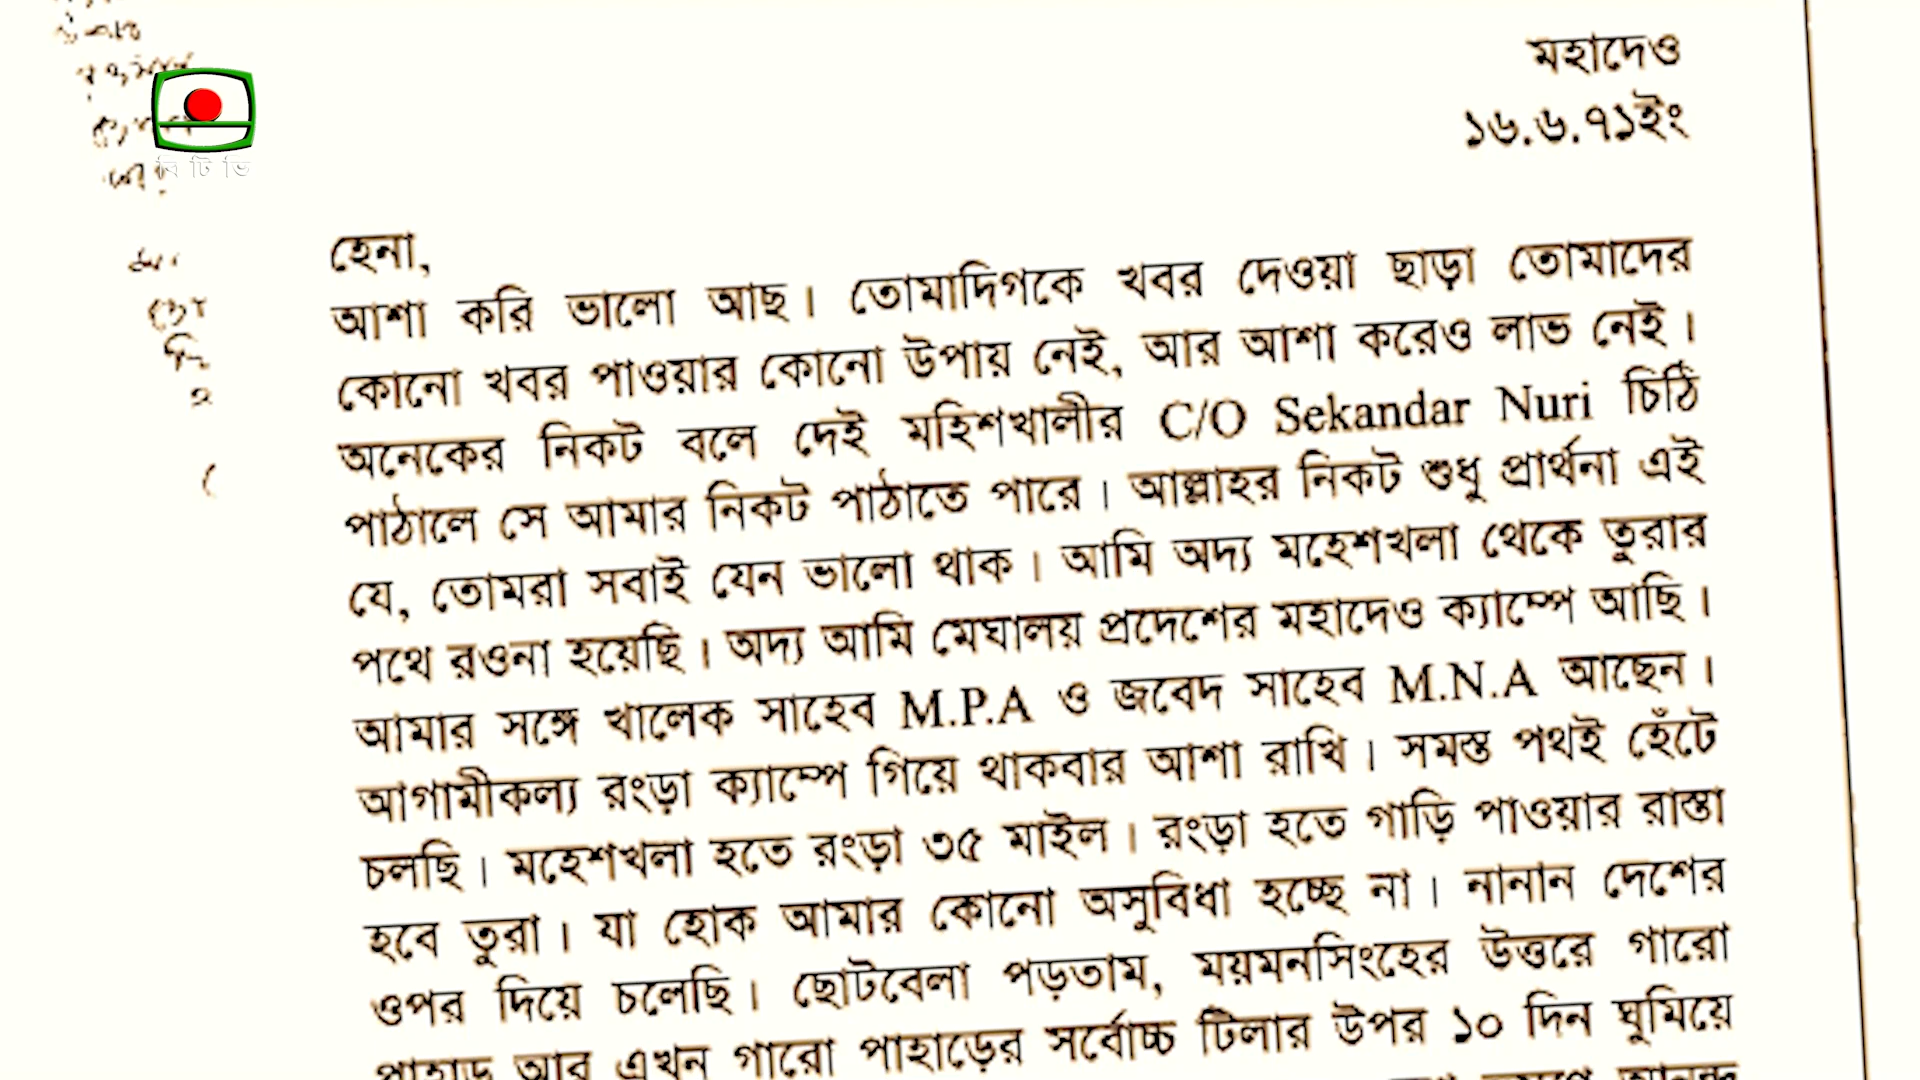 মহাদেও
১৬.৬.৭১ইং
বি টি ভি
হেনা,
আশা করি ভালো আছ। তোমাদিগকে খবর দেওয়া ছাড়া তোমাদের
কোনো খবর পাওয়ার কোনো উপায় নেই, আর আশা করেও লাভ নেই।
অনেকের নিকট বলে দেই মহিশখালীর C/O Sekandar Nuri চিঠি
পাঠালে সে আমার নিকট পাঠাতে পারে। আল্লাহর নিকট শুধু প্রার্থনা এই
যে, তোমরা সবাই যেন ভালো থাক। আমি অদ্য মহেশখলা থেকে তুরার
পথে রওনা হয়েছি। অদ্য আমি মেঘালয় প্রদেশের মহাদেও ক্যাম্পে আছি।
আমার সঙ্গে খালেক সাহেব M.P.A ও জবেদ সাহেব M.N.A আছেন।
আগামীকল্য রংড়া ক্যাম্পে গিয়ে থাকবার আশা রাখি। সমস্ত পথই হেঁটে
চলছি। মহেশখলা হতে রংড়া ৩৫ মাইল। রংড়া হতে গাড়ি পাওয়ার রাস্তা
হবে তুরা। যা হোক আমার কোনো অসুবিধা হচ্ছে না। নানান দেশের
ওপর দিয়ে চলেছি। ছোটবেলা পড়তাম, ময়মনসিংহের উত্তরে গারো
পাহাড় আর এখন গারো পাহাড়ের সর্বোচ্চ টিলার উপর ১০ দিন ঘুমিয়ে